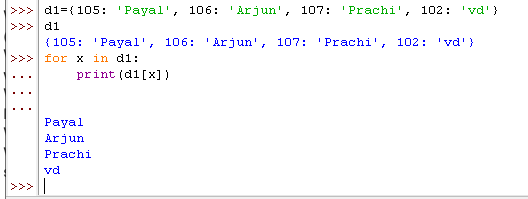 >>> d1={105: 'Payal', 106: 'Arjun', 107: 'Prachi', 102: 'vd'}
>>> d1
{105: 'Payal', 106: 'Arjun', 107: 'Prachi', 102: 'vd'}
>>> for x in d1:
...     print(d1[x])
...
...
Payal
Arjun
Prachi
vd
>>>